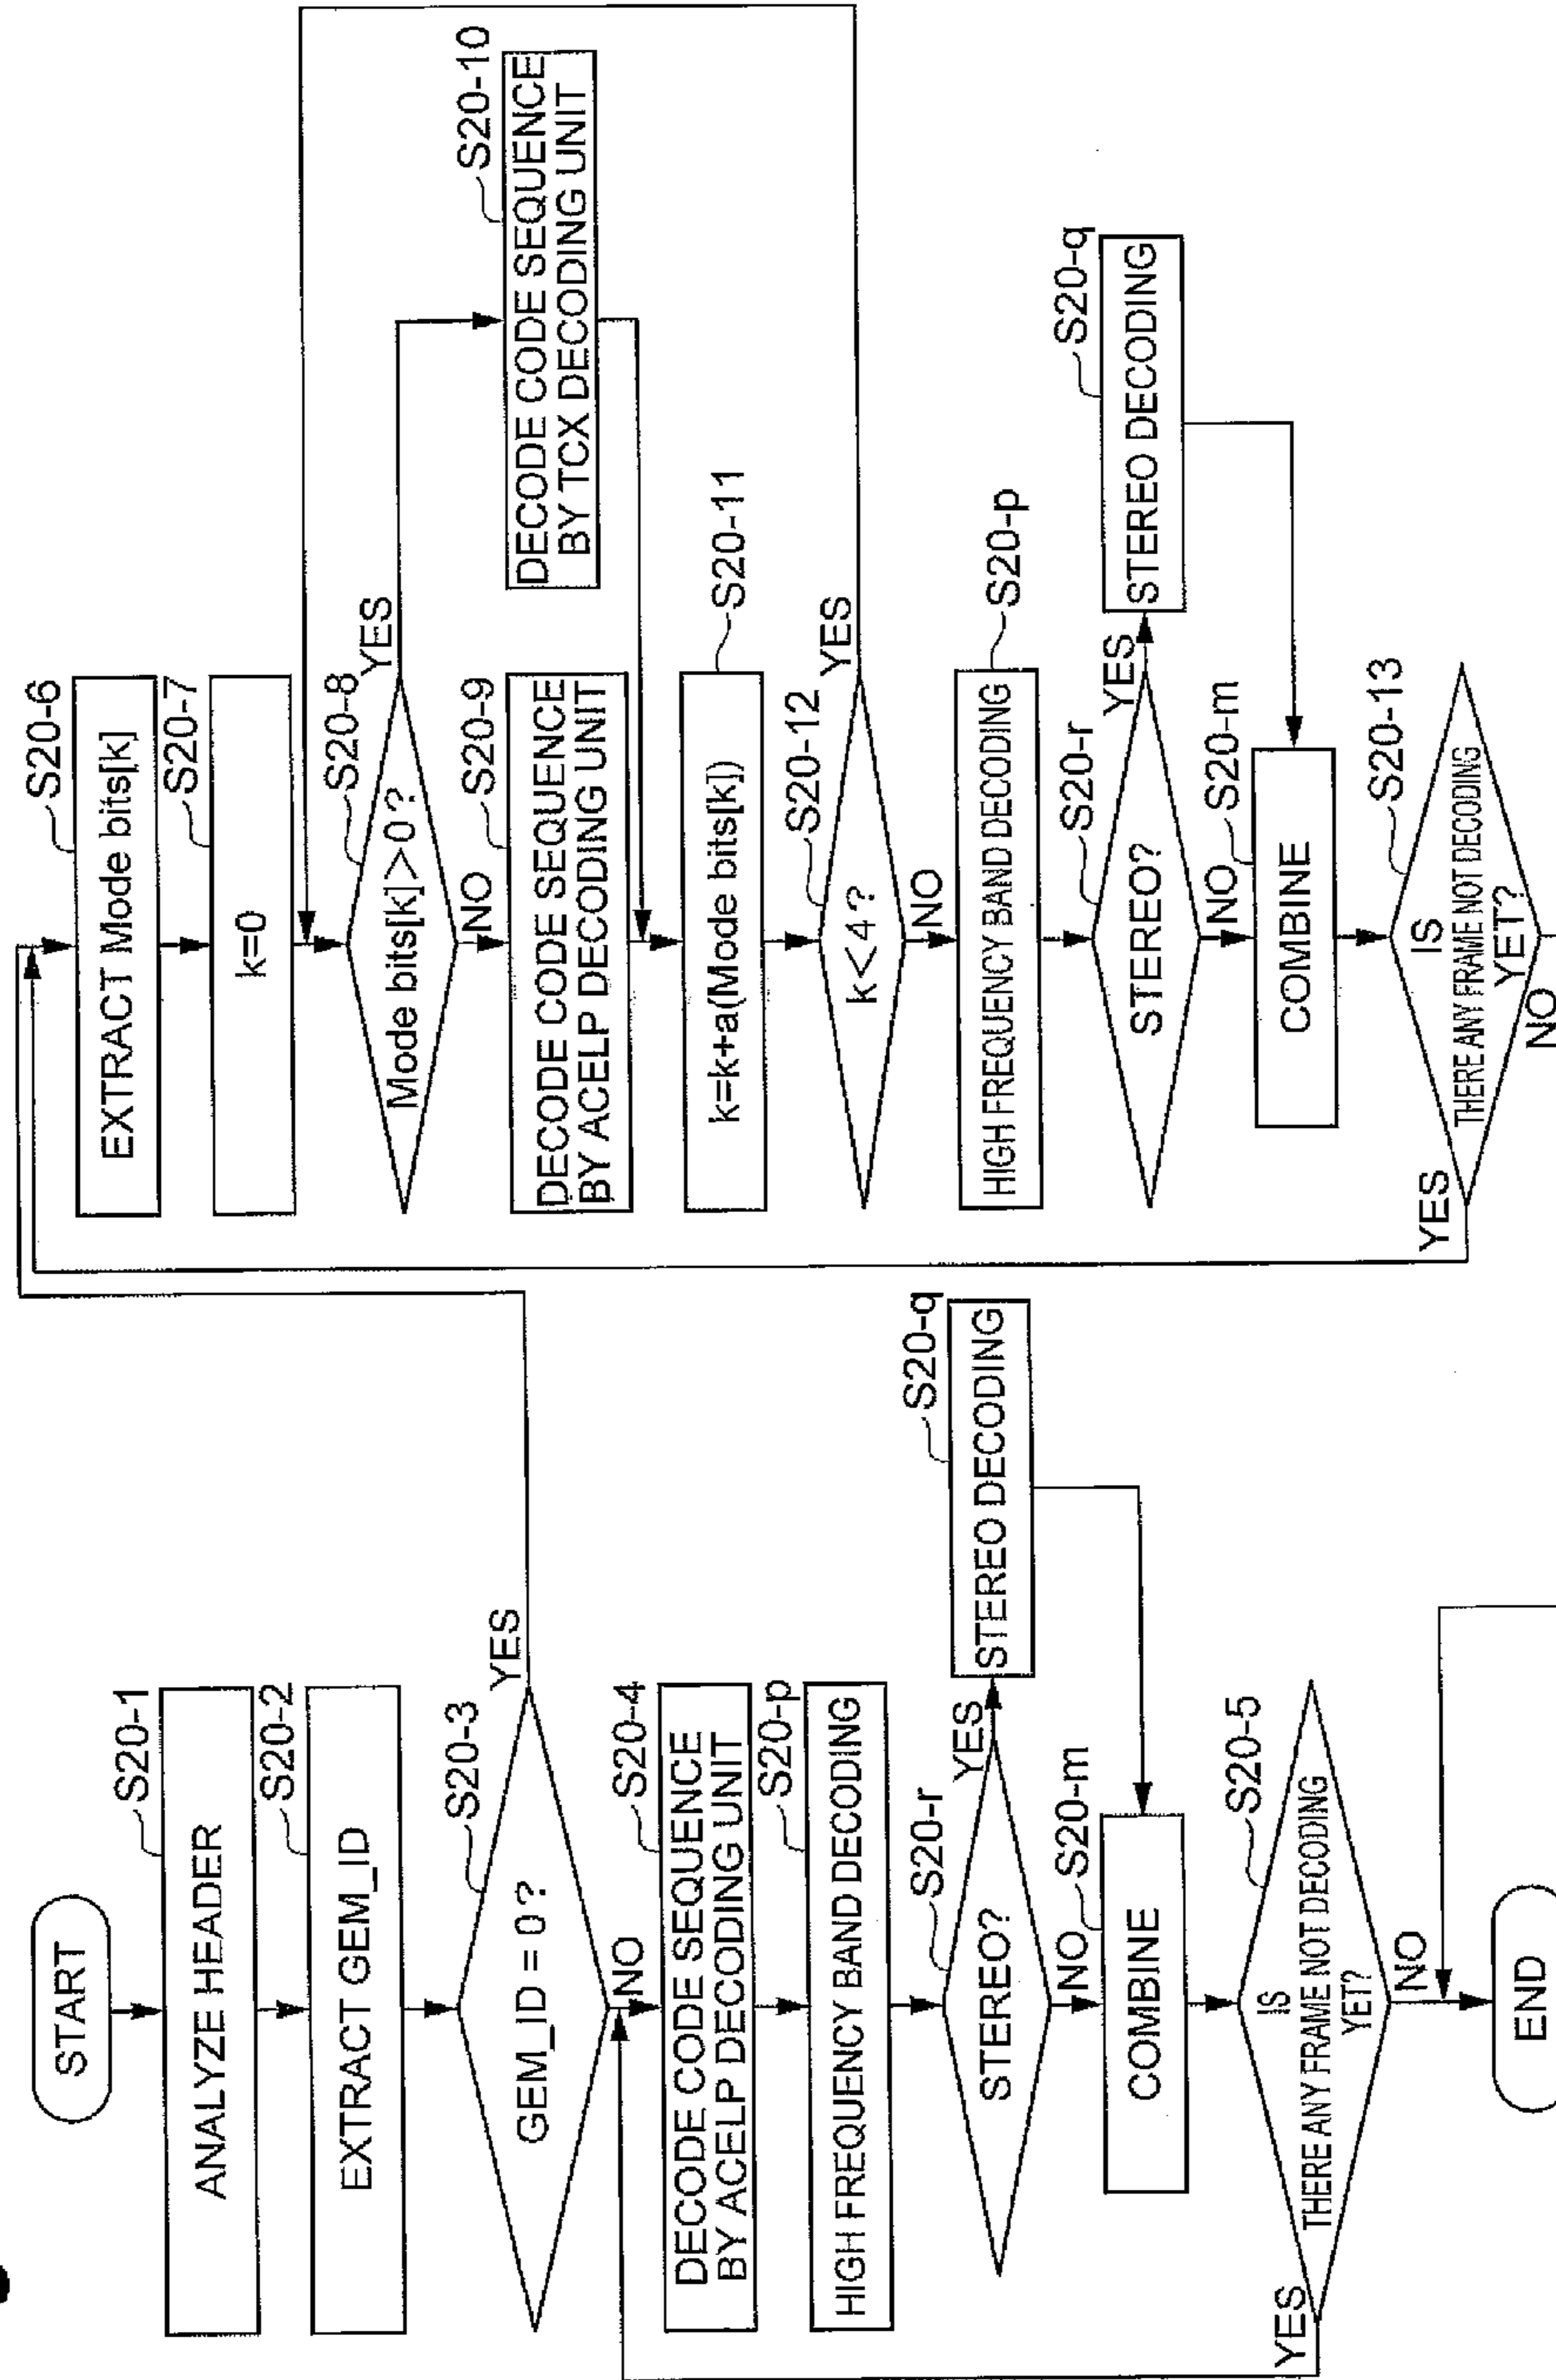 START
S20-1
ANALYZE HEADER
S20-2
EXTRACT GEM_ID
S20-3
GEM_ID = 0?
YES
NO
S20-4
DECODE CODE SEQUENCE
BY ACELP DECODING UNIT
S20-p
HIGH FREQUENCY BAND DECODING
S20-r
STEREO?
YES
S20-q
STEREO DECODING
NO
S20-m
COMBINE
S20-5
IS
THERE ANY FRAME NOT DECODING
YET?
YES
NO
END
S20-6
EXTRACT Mode bits[k]
S20-7
k=0
S20-8
Mode bits[k]>0?
YES
NO
S20-9
DECODE CODE SEQUENCE
BY ACELP DECODING UNIT
S20-10
DECODE CODE SEQUENCE
BY TCX DECODING UNIT
S20-11
k=k+a(Mode bits[k])
S20-12
k<4?
YES
NO
S20-p
HIGH FREQUENCY BAND DECODING
S20-r
STEREO?
YES
S20-q
STEREO DECODING
NO
S20-m
COMBINE
S20-13
IS
THERE ANY FRAME NOT DECODING
YET?
YES
NO